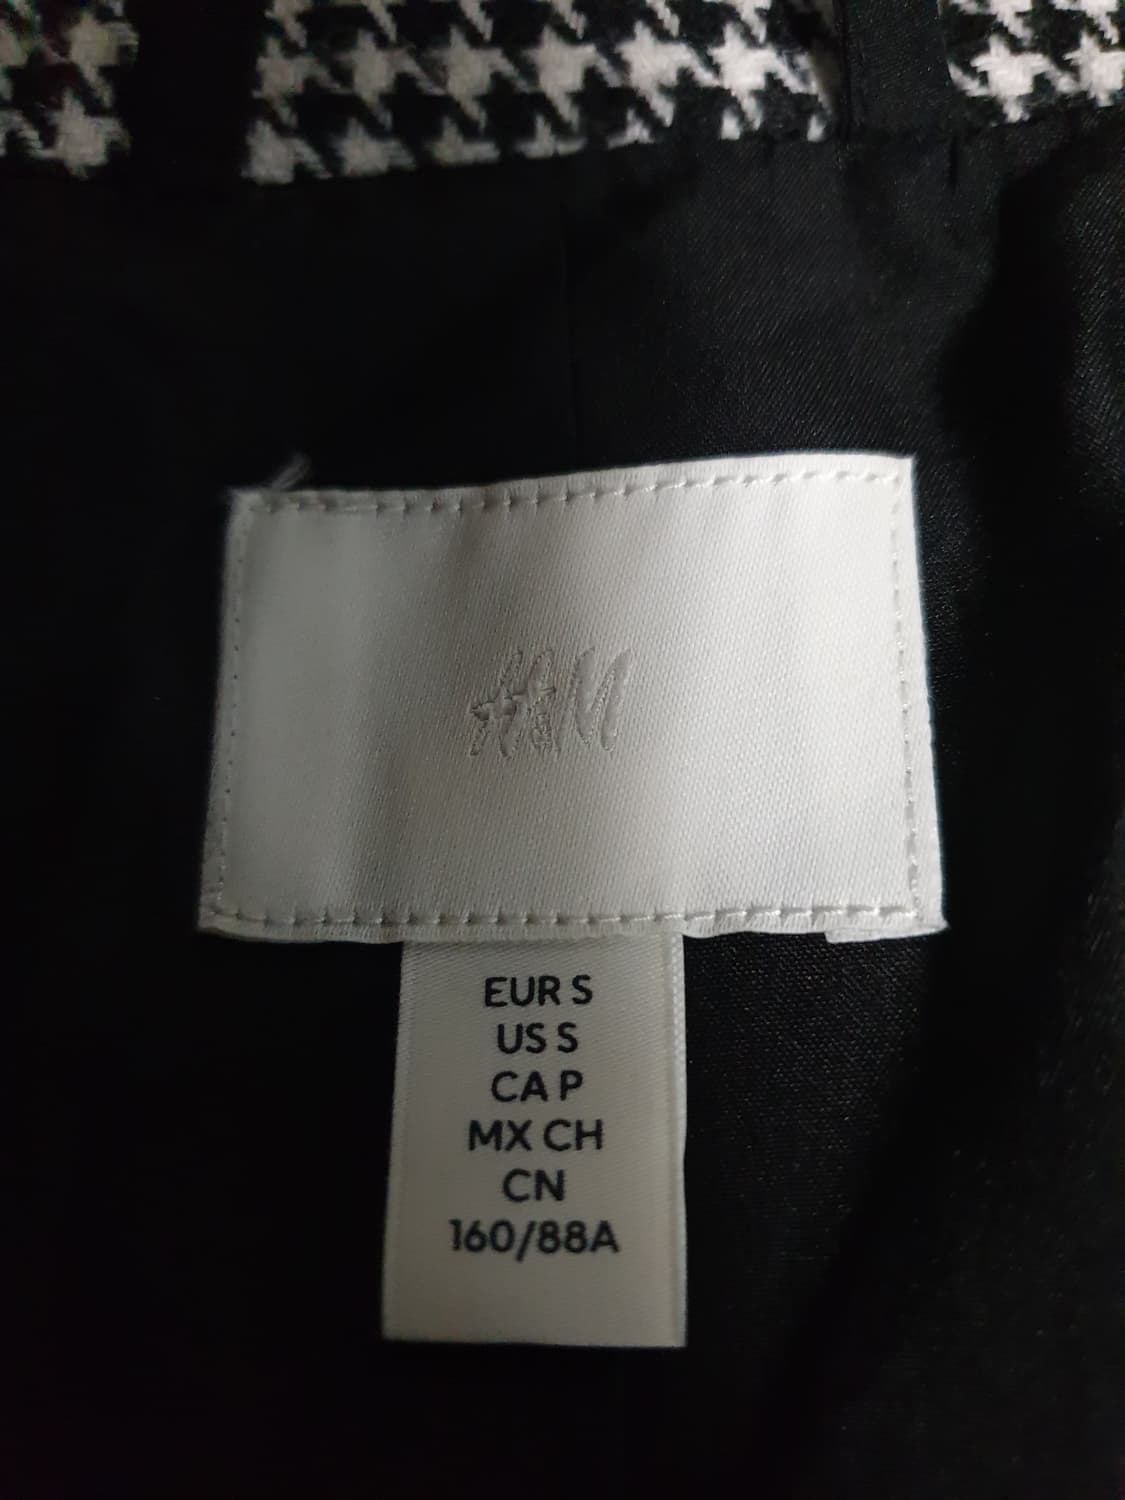 H&M
EUR S
US S
CA P
MX CH
CN
160/88A